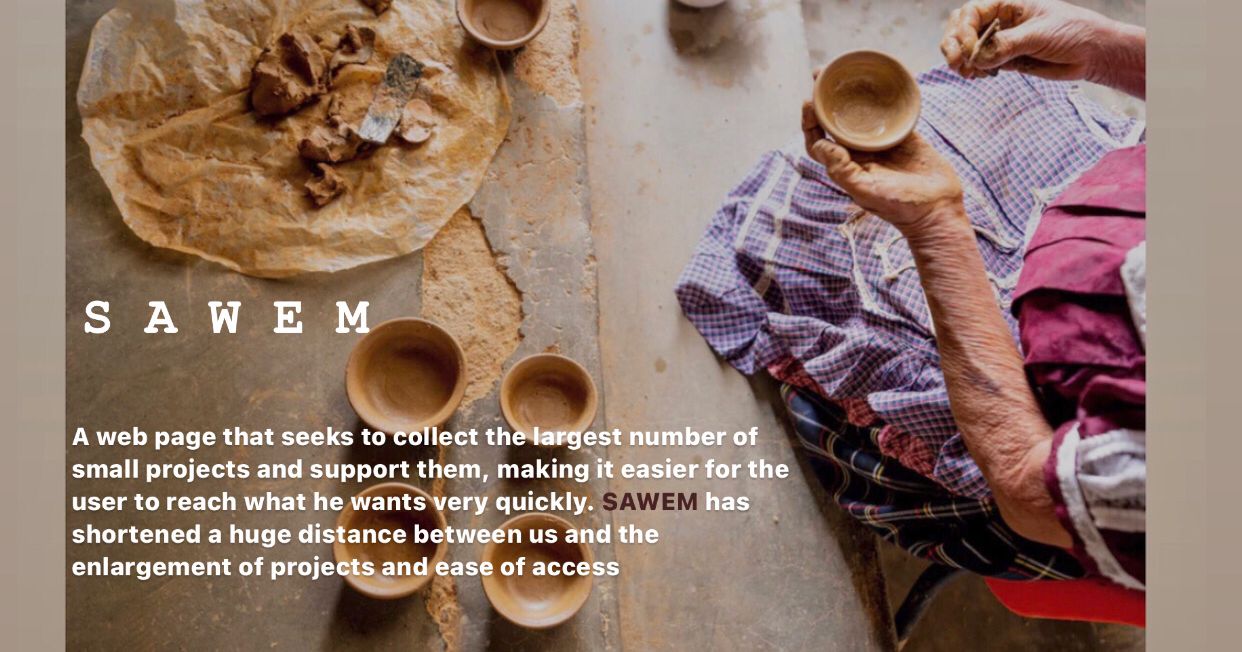 S A W E M
A web page that seeks to collect the largest number of
small projects and support them, making it easier for the
user to reach what he wants very quickly. SAWEM has
shortened a huge distance between us and the
enlargement of projects and ease of access